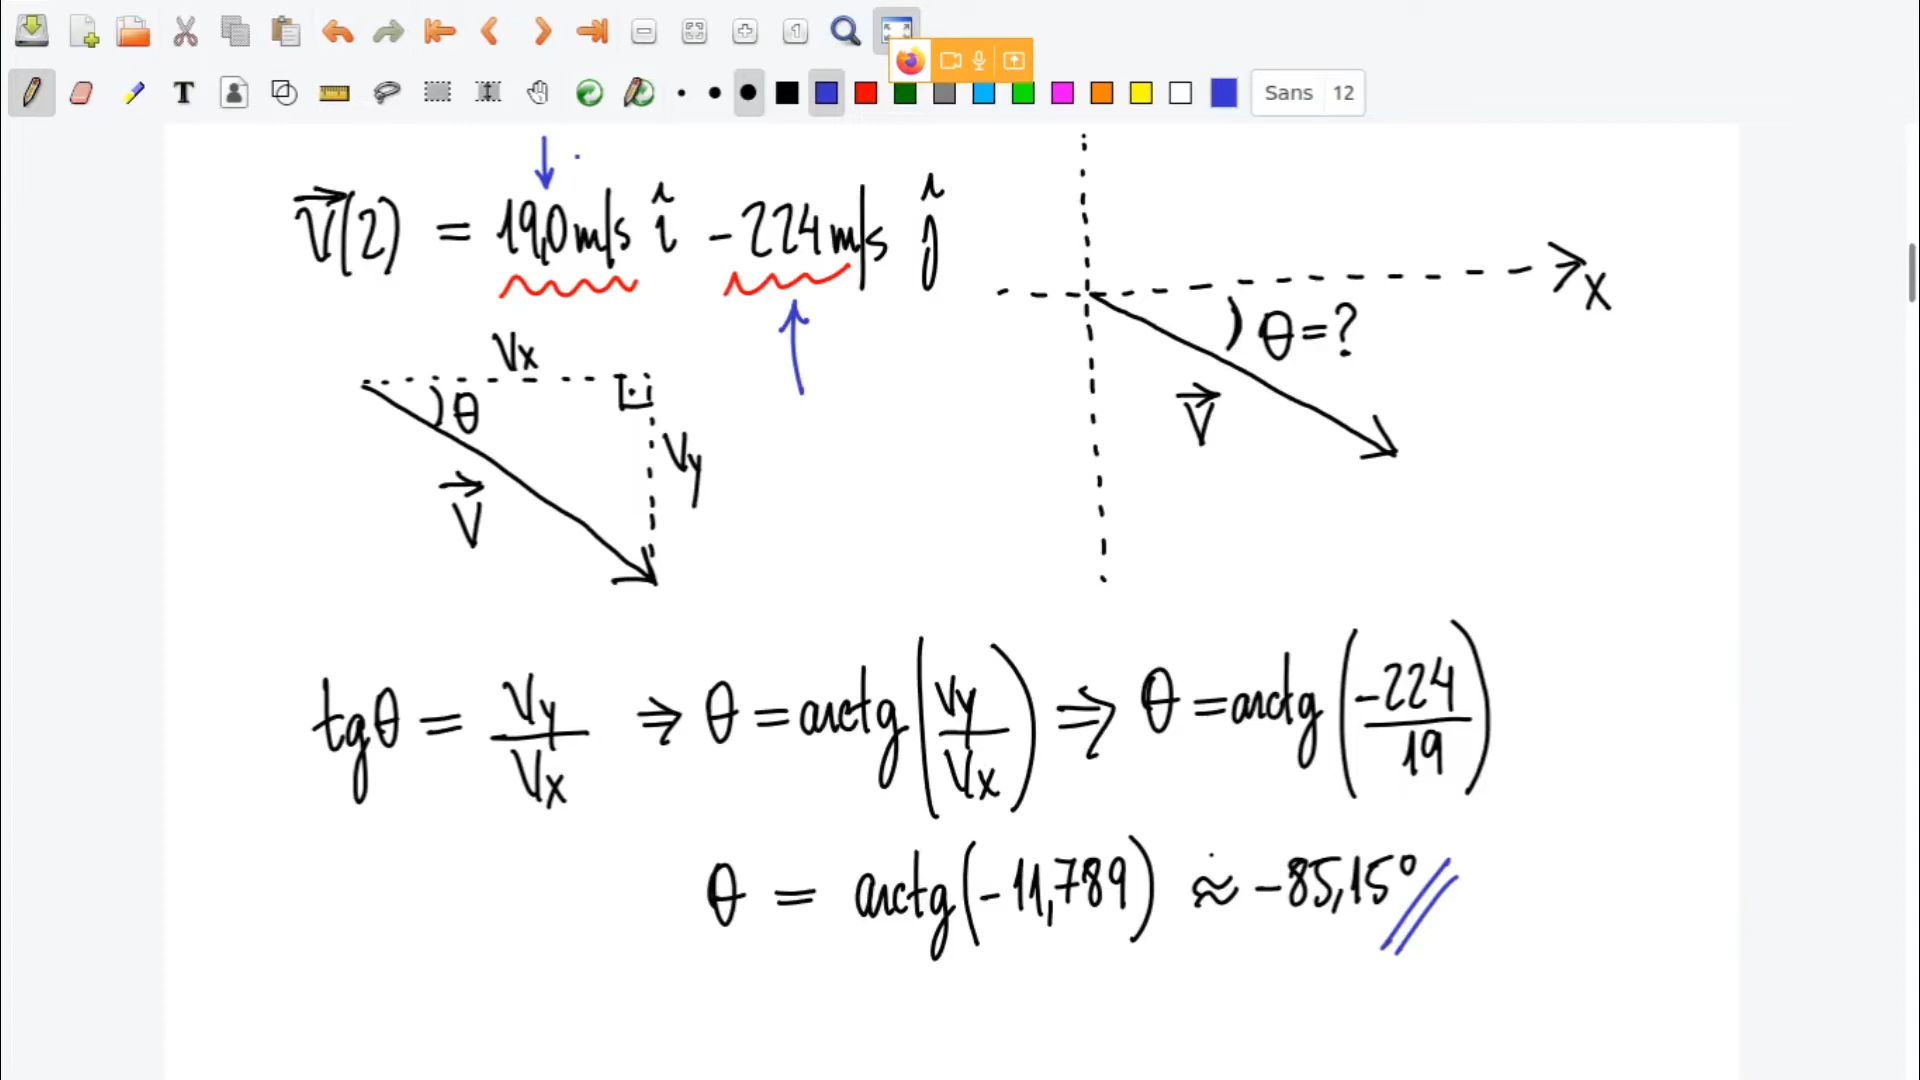 1
T
Sans 12
V(2) = 19,0 m/s î - 224 m/s ĵ
x
θ=?
V
Vx
θ
Vy
V
tgθ = Vy/Vx ⇒ θ = arctg(Vy/Vx) ⇒ θ = arctg(-224/19)
θ = arctg(-11,789) ≈ -85,15°